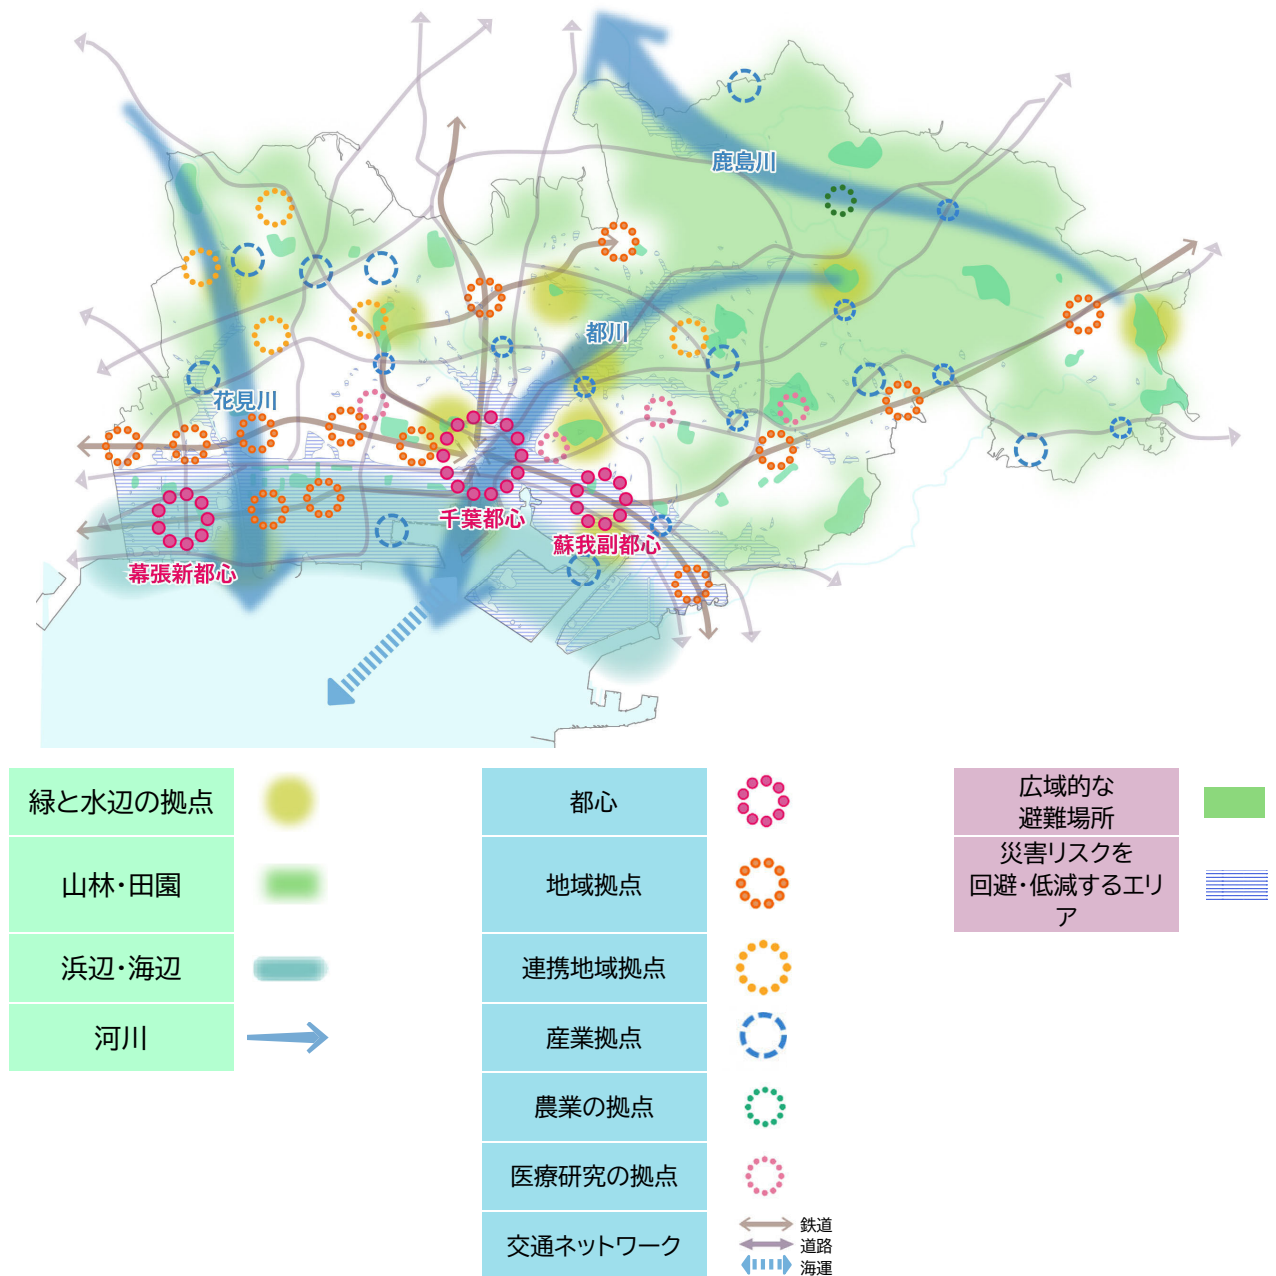 鹿島川
都川
花見川
千葉都心
蘇我副都心
幕張新都心
緑と水辺の拠点
山林・田園
浜辺・海辺
河川
都心
地域拠点
連携地域拠点
産業拠点
農業の拠点
医療研究の拠点
交通ネットワーク
鉄道
道路
海運
広域的な
避難場所
災害リスクを
回避・低減するエリ
ア